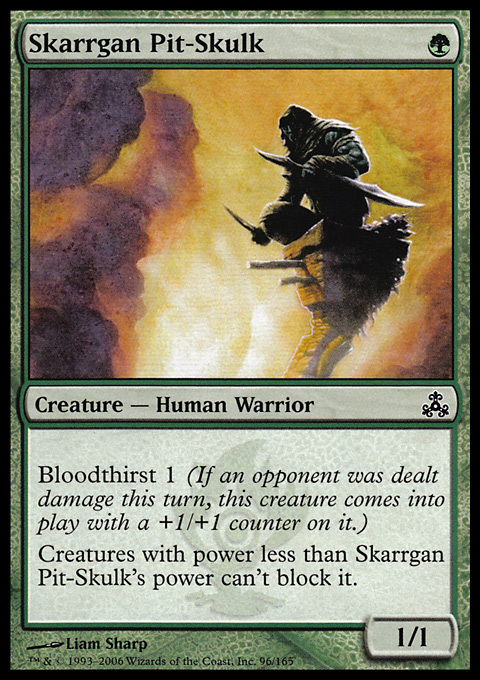 Skarrgan Pit-Skulk
Creature — Human Warrior
Bloodthirst 1 (If an opponent was dealt
damage this turn, this creature comes into
play with a +1/+1 counter on it.)
Creatures with power less than Skarrgan
Pit-Skulk's power can't block it.
Liam Sharp
1/1
™ & © 1993–2006 Wizards of the Coast, Inc. 96/165